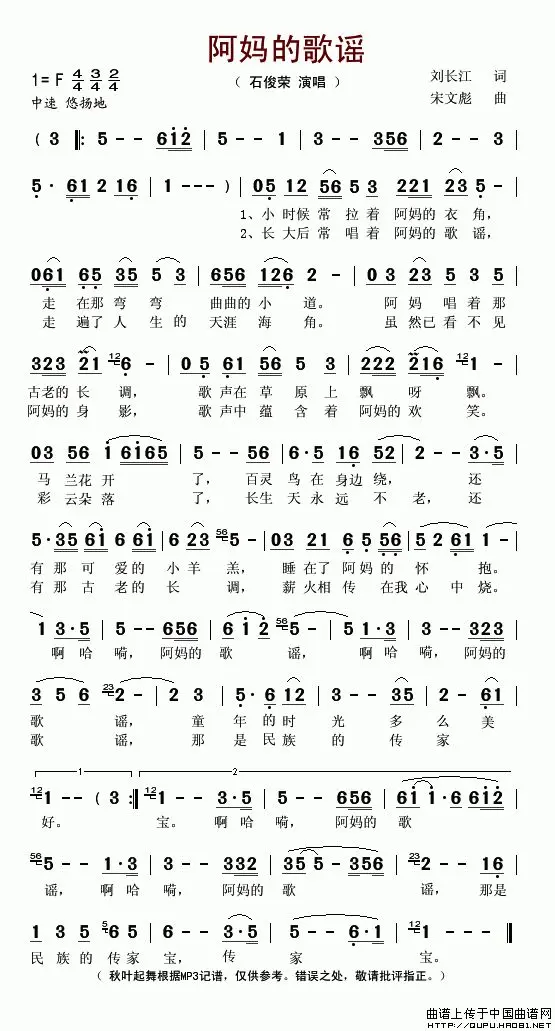 阿妈的歌谣
1=F 4/4 3/4 2/4
（ 石俊荣 演唱 ）
刘长江 词
中速 悠扬地
宋文彪 曲
( 3 ‖: 5 - - 612 | 5 - - 61 | 3 - - 3 | 3 - - 356 |
5· 61 2 16 | 1 - - ) | 05 12 56 5 3 | 221 23 5 - |
1、小 时候 常 拉 着 阿妈的 衣 角，
2、长 大后 常 唱 着 阿妈的 歌 谣，
061 65 35 5 3 | 656 126 2 - | 0 3 23 5 3 5 |
走 在那 弯 弯 曲曲的 小 道。 阿 妈 唱 着 那
走 遍了 人 生 的 天涯 海 角。 虽 然已 看 不 见
323 21 12 6 - | 0 5 61 56 5 3 | 222 2216 12 1 - |
古老的 长 调， 歌 声在 草 原 上 飘 呀 飘。
阿妈的 身 影， 歌 声中 蕴 含 着 阿妈的 欢 笑。
03 56 1 6165 | 5 - - 56 | 6·5 16 52 | 2 - - 3 |
马 兰花 开 了， 百灵 鸟 在 身边 绕， 还
彩 云朵 落 了， 长生 天 永 远 不 老， 还
5·35 61 6 61 | 6 23 56 5 - | 03 21 6 5 56 | 52 61 1 - |
有 那 可 爱 的 小 羊 羔， 睡 在了 阿 妈 的 怀 抱。
有 那 古 老 的 长 调， 薪 火相 传 在我 心 中 烧。
1 3·5 | 5 - - 656 | 6 1 2 56 5 - - 5 | 5 1·3 | 3 - - 323 |
啊 哈 嗬， 阿妈的 歌 谣， 啊 哈 嗬， 阿妈的
3 5 6 23 2 - | 2 3 | 5·6 12 | 3 - - 35 | 2 - - 61 |
歌 谣， 童 年 的 时 光 多 么 美
歌 谣， 那 是 民 族 的 传 家
1 2
12 1 - - ( 3 :‖ 12 1 - - 3·5 | 5 - - 656 | 61 1·6 612 |
好。 宝。 啊 哈 嗬， 阿妈的 歌
56 5 - - 1·3 | 3 - - 332 | 35 5 - 356 | 23 2 - - 16 |
谣， 啊 哈 嗬， 阿妈的 歌 谣， 那是
1 3 5 6 5 12 | 6 - - - | 6 - 61· | 12 1 - - - ‖
民 族 的 传家 宝， 传 家 宝。
（ 秋叶起舞根据MP3记谱，仅供参考。错误之处，敬请批评指正。）
曲谱上传于中国曲谱网
http://QUPU.HAO81.NET